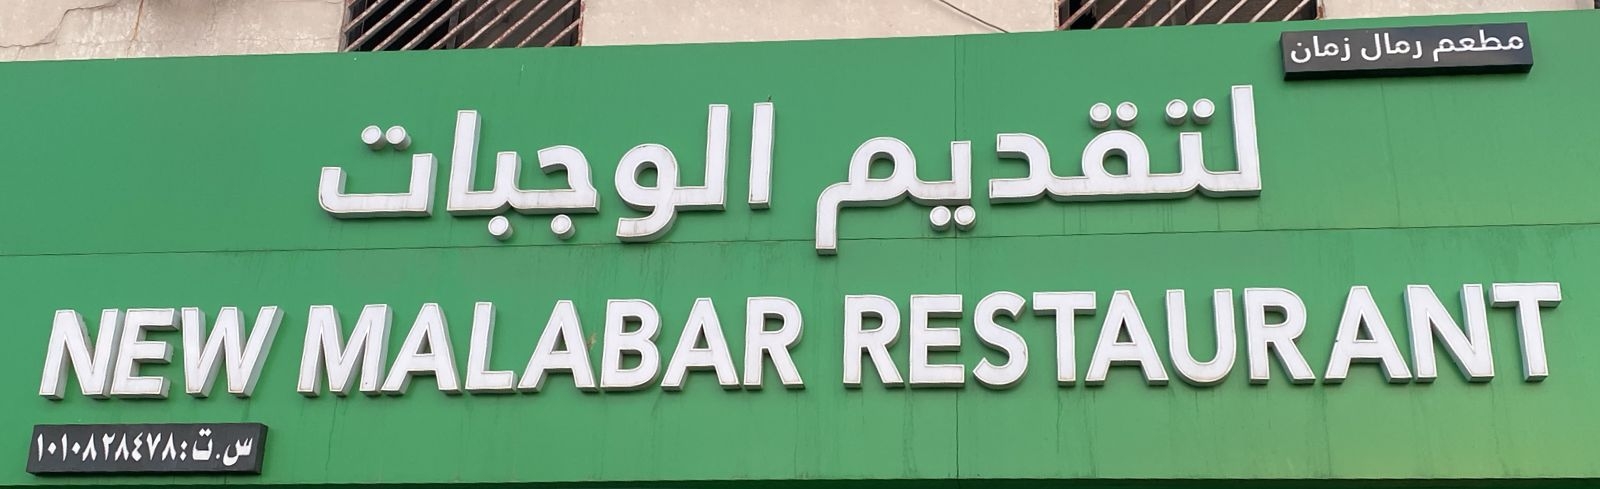 مطعم رمال زمان
لتقديم الوجبات
NEW MALABAR RESTAURANT
س.ت: ١٠١٠٨٢٨٤٧٨